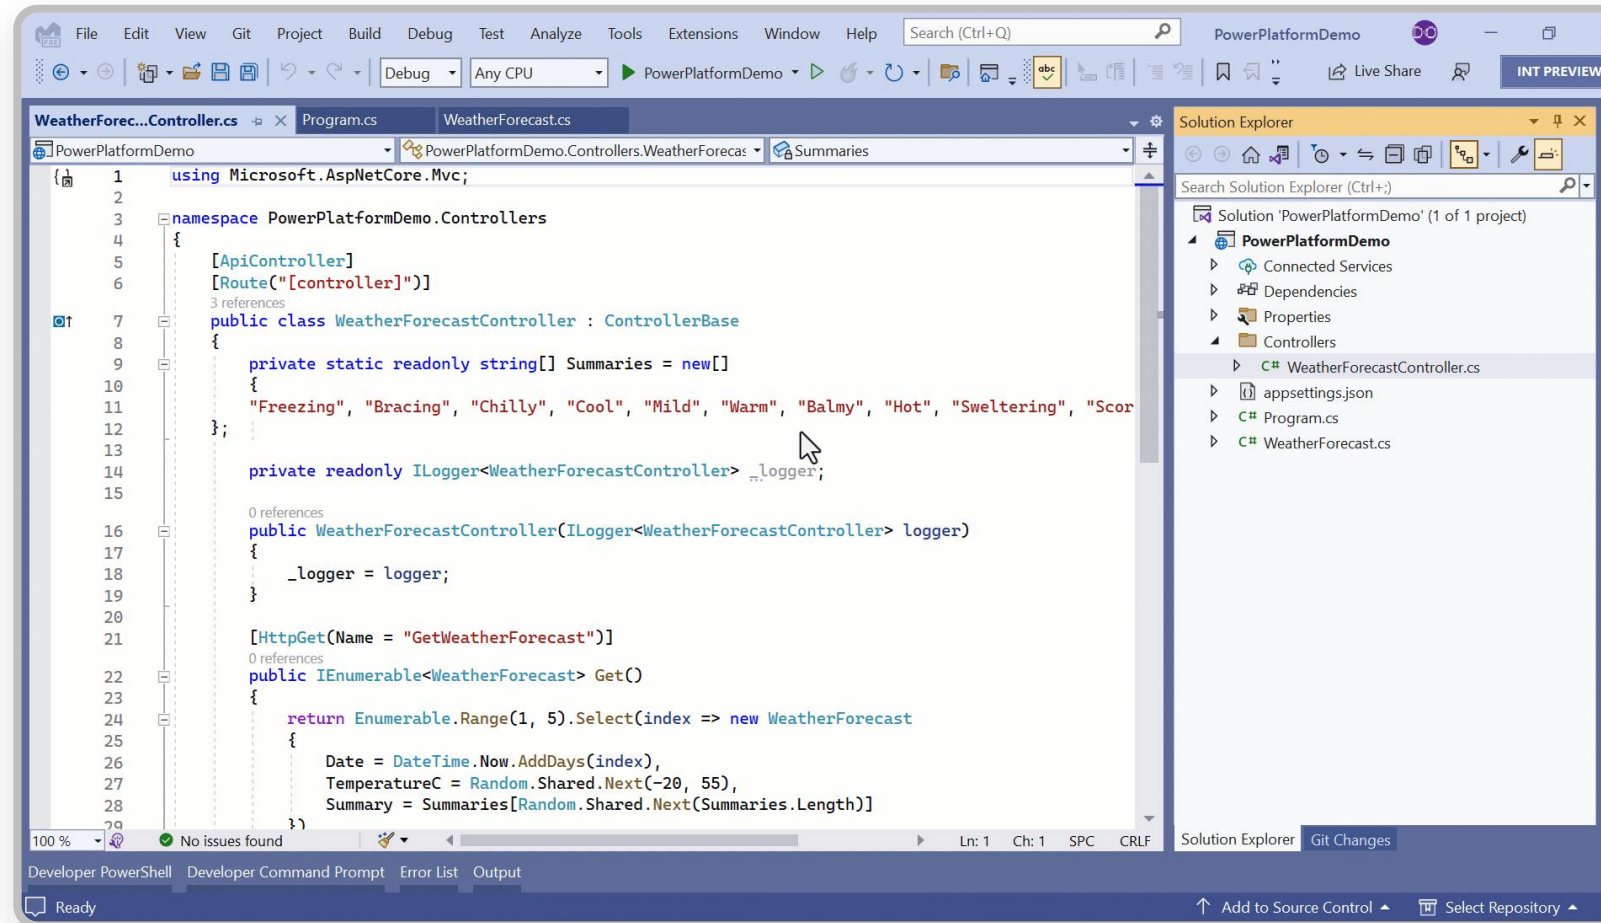 File Edit View Git Project Build Debug Test Analyze Tools Extensions Window Help Search (Ctrl+Q) PowerPlatformDemo DO
Debug Any CPU PowerPlatformDemo abc Live Share INT PREVIEW
WeatherForec...Controller.cs Program.cs WeatherForecast.cs
PowerPlatformDemo PowerPlatformDemo.Controllers.WeatherForecas Summaries
1 using Microsoft.AspNetCore.Mvc;
2
3 namespace PowerPlatformDemo.Controllers
4 {
5 [ApiController]
6 [Route("[controller]")]
3 references
7 public class WeatherForecastController : ControllerBase
8 {
9 private static readonly string[] Summaries = new[]
10 {
11 "Freezing", "Bracing", "Chilly", "Cool", "Mild", "Warm", "Balmy", "Hot", "Sweltering", "Scor
12 };
13
14 private readonly ILogger<WeatherForecastController> _logger;
15
0 references
16 public WeatherForecastController(ILogger<WeatherForecastController> logger)
17 {
18 _logger = logger;
19 }
20
21 [HttpGet(Name = "GetWeatherForecast")]
0 references
22 public IEnumerable<WeatherForecast> Get()
23 {
24 return Enumerable.Range(1, 5).Select(index => new WeatherForecast
25 {
26 Date = DateTime.Now.AddDays(index),
27 TemperatureC = Random.Shared.Next(-20, 55),
28 Summary = Summaries[Random.Shared.Next(Summaries.Length)]
29 })
100 % No issues found Ln: 1 Ch: 1 SPC CRLF
Solution Explorer
Search Solution Explorer (Ctrl+;)
Solution 'PowerPlatformDemo' (1 of 1 project)
PowerPlatformDemo
Connected Services
Dependencies
Properties
Controllers
C# WeatherForecastController.cs
appsettings.json
C# Program.cs
C# WeatherForecast.cs
Solution Explorer Git Changes
Developer PowerShell Developer Command Prompt Error List Output
Ready Add to Source Control Select Repository